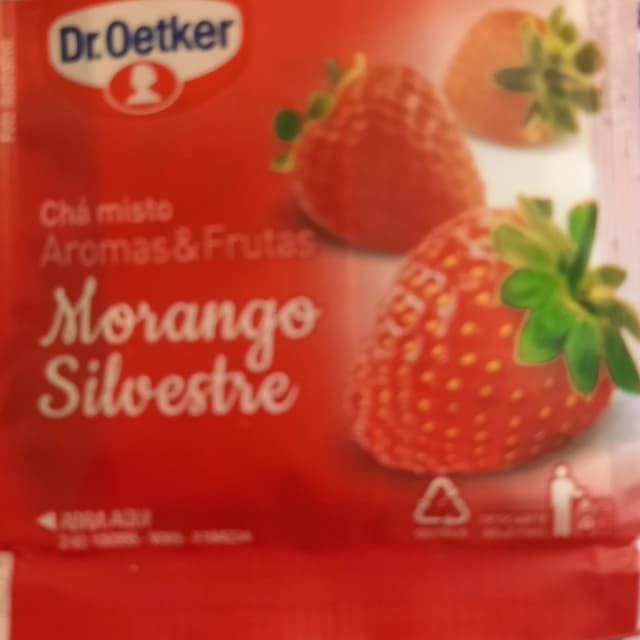 Dr.Oetker
Chá misto
Aromas & Frutas
Morango
Silvestre
ABRA AQUI